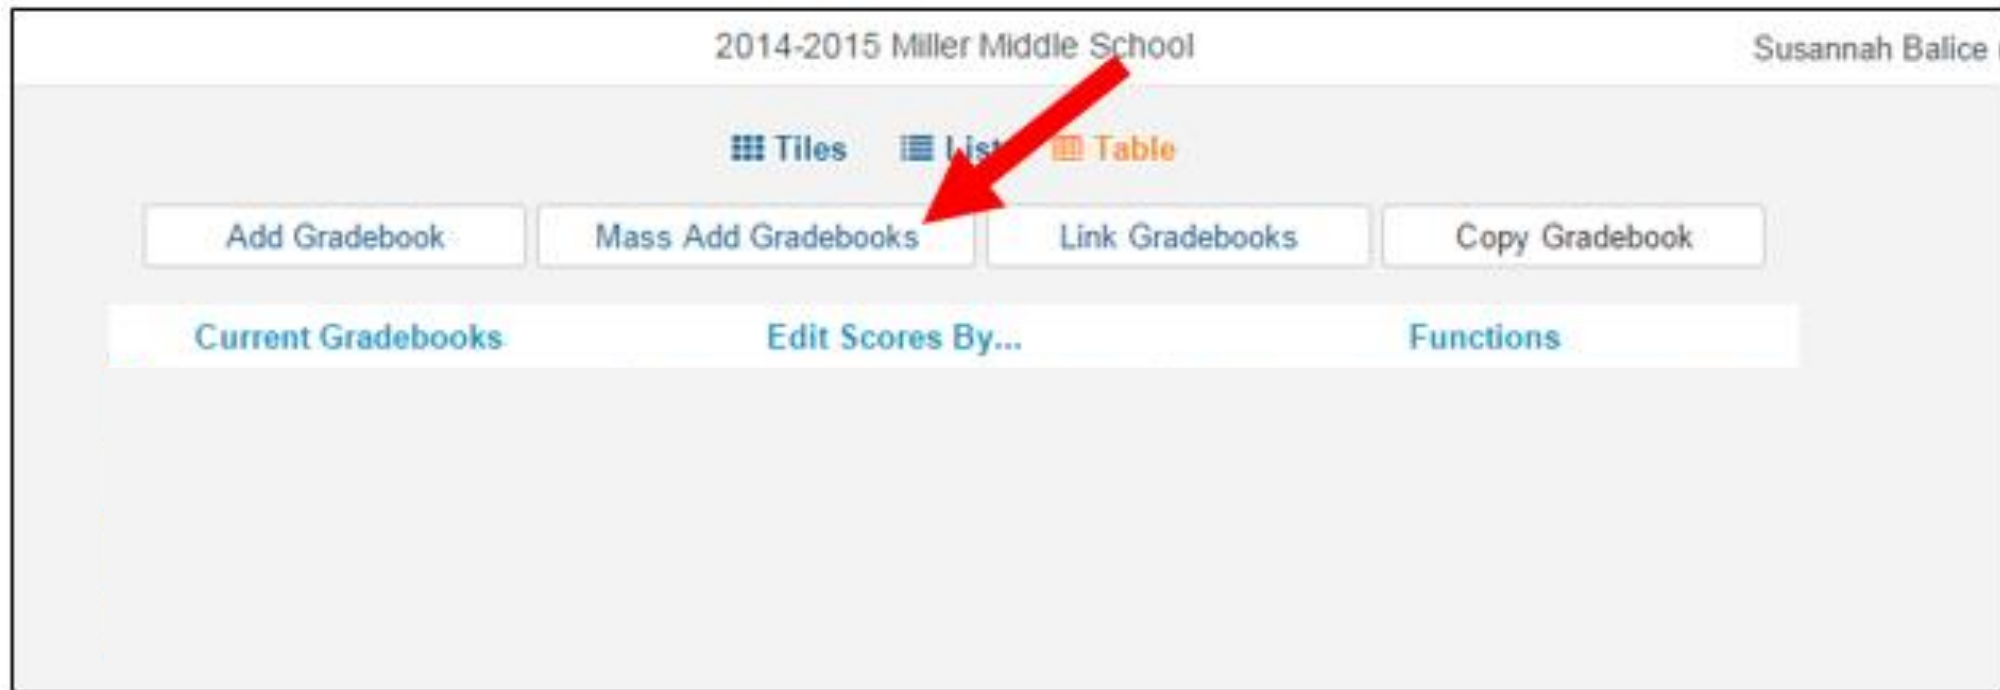 2014-2015 Miller Middle School Susannah Balice
Tiles List Table
Add Gradebook Mass Add Gradebooks Link Gradebooks Copy Gradebook
Current Gradebooks Edit Scores By... Functions